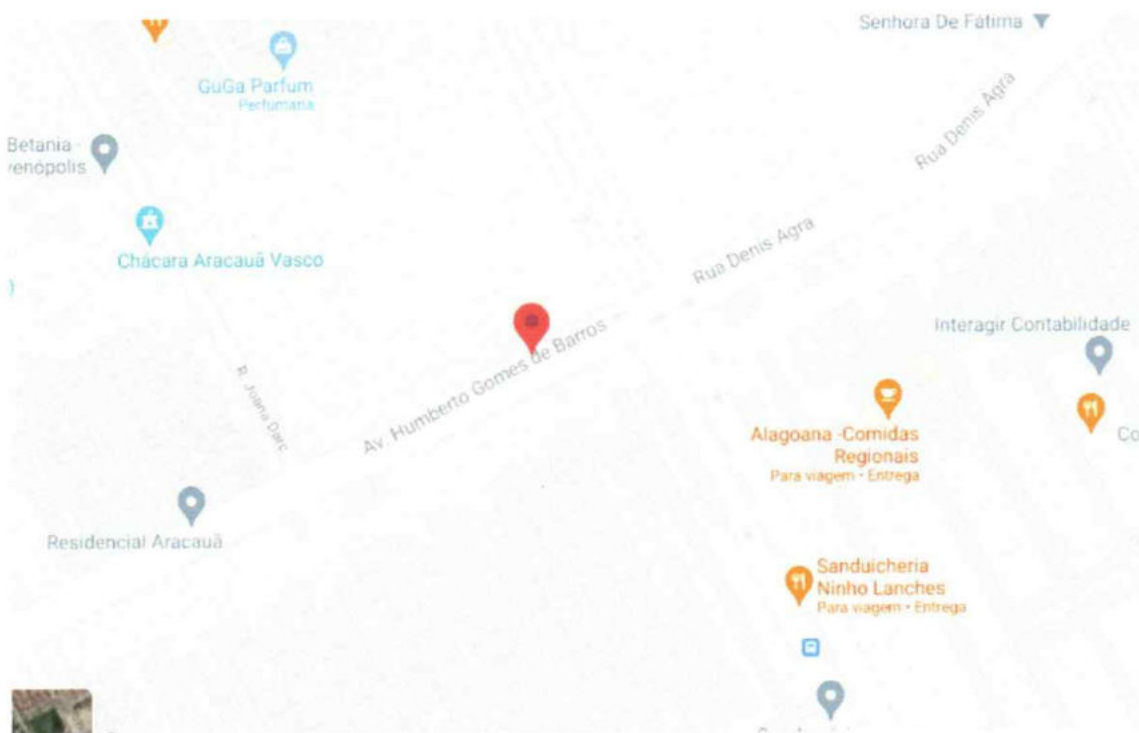 Senhora De Fátima
GuGa Parfum
Perfumaria
Rua Denis Agra
Betania -
venópolis
Chácara Aracauã Vasco
Rua Denis Agra
Interagir Contabilidade
Av. Humberto Gomes de Barros
R. Joana Darc
Alagoana -Comidas
Regionais
Para viagem • Entrega
Co
Residencial Aracauã
Sanduicheria
Ninho Lanches
Para viagem • Entrega